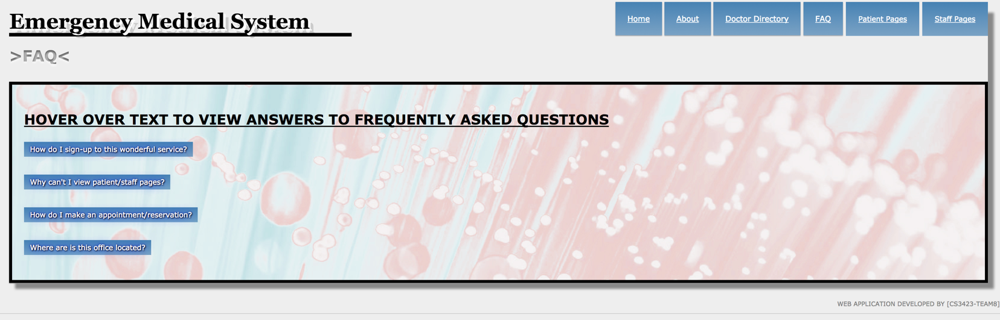 Emergency Medical System
Home About Doctor Directory FAQ Patient Pages Staff Pages
>FAQ<
HOVER OVER TEXT TO VIEW ANSWERS TO FREQUENTLY ASKED QUESTIONS
How do I sign-up to this wonderful service?
Why can't I view patient/staff pages?
How do I make an appointment/reservation?
Where are is this office located?
WEB APPLICATION DEVELOPED BY [CS3423-TEAM8]